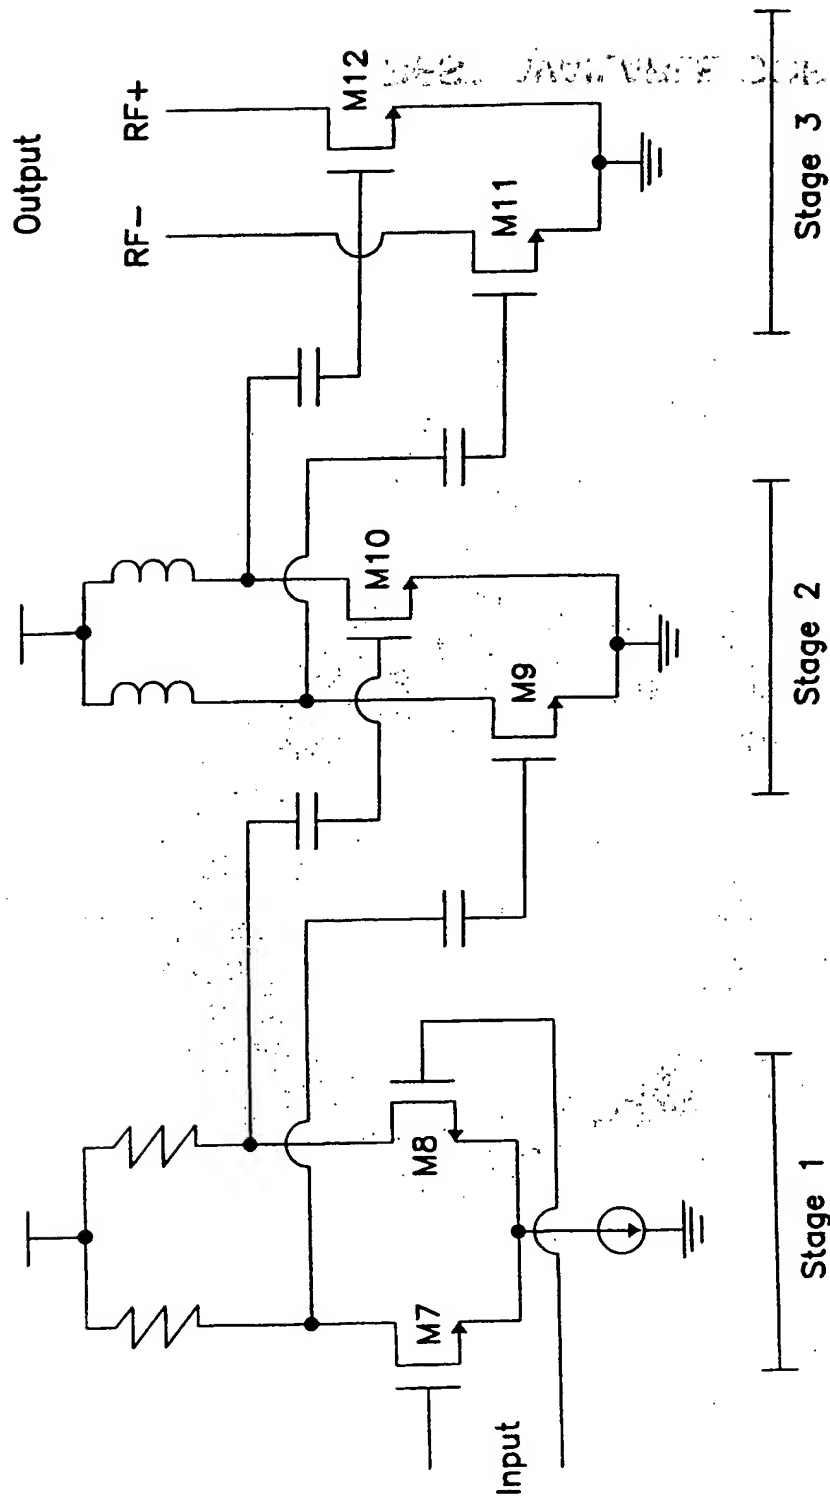 Output
RF+
RF−
M12
M11
M10
M9
M8
M7
Input
Stage 1
Stage 2
Stage 3